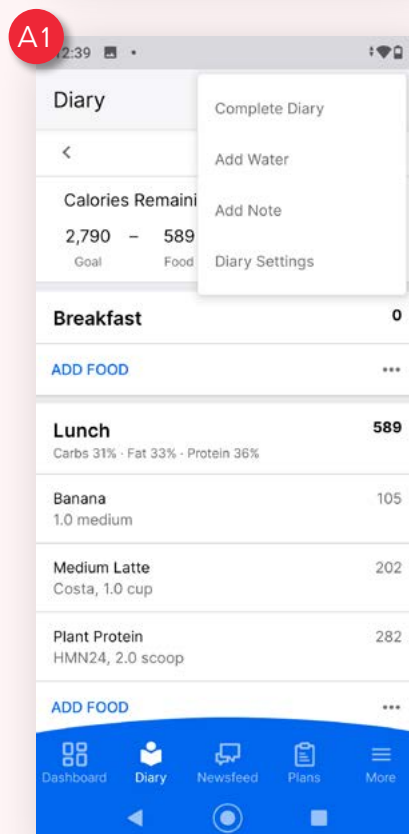 A1
12:39
Diary
Complete Diary
Add Water
Add Note
Diary Settings
Calories Remaini
2,790 – 589
Goal Food
Breakfast 0
ADD FOOD
Lunch 589
Carbs 31% · Fat 33% · Protein 36%
Banana 105
1.0 medium
Medium Latte 202
Costa, 1.0 cup
Plant Protein 282
HMN24, 2.0 scoop
ADD FOOD
Dashboard Diary Newsfeed Plans More